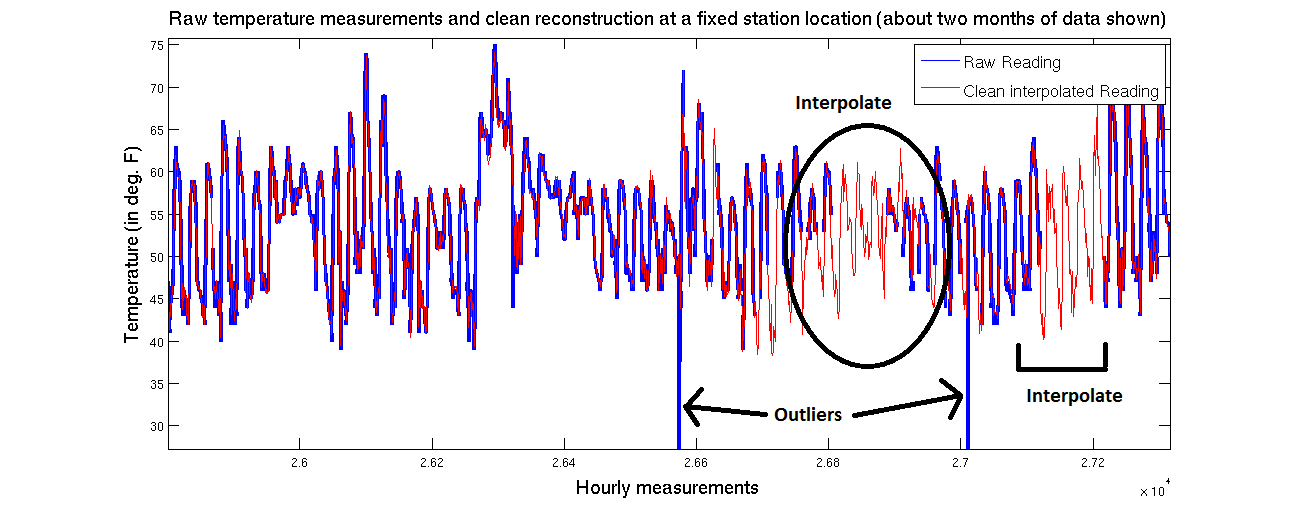 Raw temperature measurements and clean reconstruction at a fixed station location (about two months of data shown)
75
70
65
60
55
50
45
40
35
30
Temperature (in deg. F)
Raw Reading
Clean interpolated Reading
Interpolate
Interpolate
Outliers
2.6
2.62
2.64
2.66
2.68
2.7
2.72
Hourly measurements
×10⁴